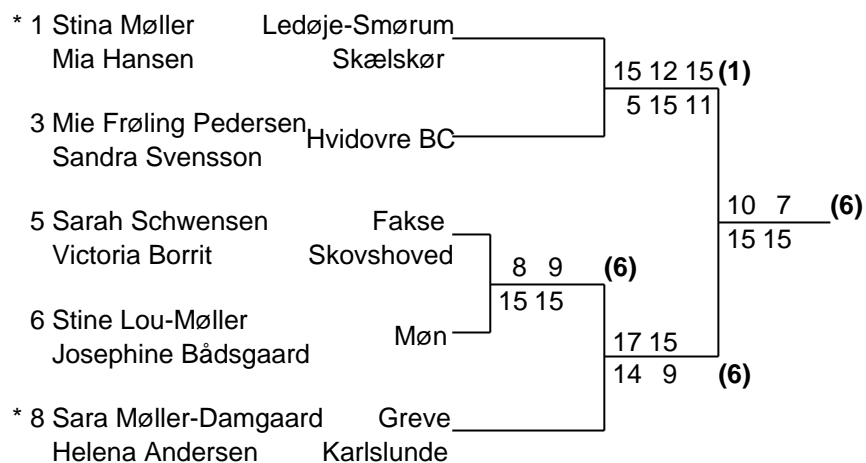 * 1 Stina Møller Ledøje-Smørum
Mia Hansen Skælskør
15 12 15 (1)
5 15 11
3 Mie Frøling Pedersen Hvidovre BC
Sandra Svensson
10 7 (6)
15 15
5 Sarah Schwensen Fakse
Victoria Borrit Skovshoved
8 9 (6)
15 15
6 Stine Lou-Møller Møn
Josephine Bådsgaard
17 15
14 9 (6)
* 8 Sara Møller-Damgaard Greve
Helena Andersen Karlslunde